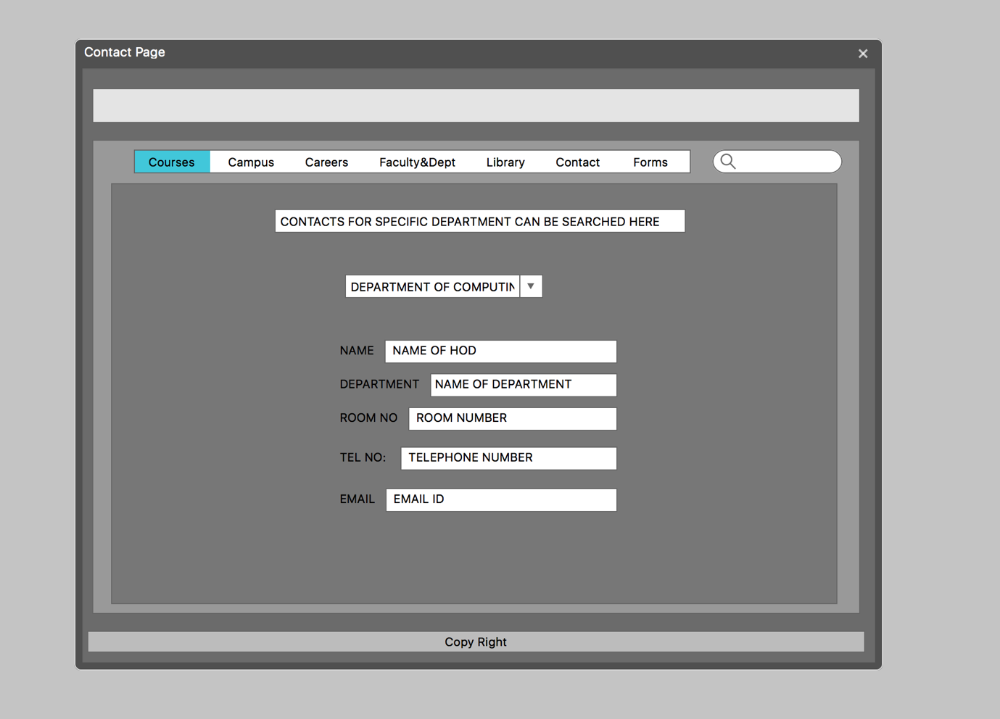 Contact Page
Courses Campus Careers Faculty&Dept Library Contact Forms
CONTACTS FOR SPECIFIC DEPARTMENT CAN BE SEARCHED HERE
DEPARTMENT OF COMPUTIN
NAME NAME OF HOD
DEPARTMENT NAME OF DEPARTMENT
ROOM NO ROOM NUMBER
TEL NO: TELEPHONE NUMBER
EMAIL EMAIL ID
Copy Right